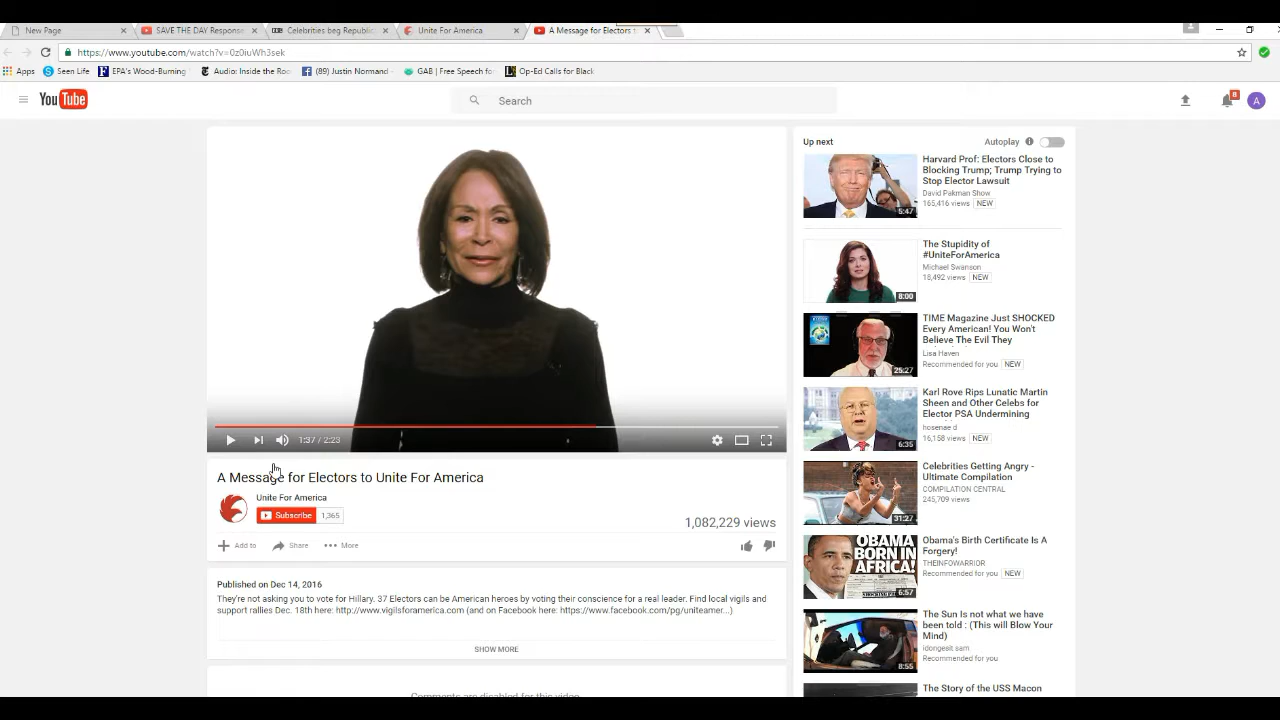 New Page
SAVE THE DAY Response
Celebrities beg Republic
Unite For America
A Message for Electors t
https://www.youtube.com/watch?v=0z0iuWh3sek
Apps
Seen Life
EPA's Wood-Burning
Audio: Inside the Roo
(89) Justin Normand -
GAB | Free Speech fo
Op-Ed Calls for Black
YouTube
Search
8
A
1:37 / 2:23
A Message for Electors to Unite For America
Unite For America
Subscribe 1,365
1,082,229 views
Add to Share More
Published on Dec 14, 2016
They're not asking you to vote for Hillary. 37 Electors can be American heroes by voting their conscience for a real leader. Find local vigils and
support rallies Dec. 18th here: http://www.vigilsforamerica.com (and on Facebook here: https://www.facebook.com/pg/uniteamer...)
SHOW MORE
Comments are disabled for this video.
Up next
Autoplay
5:47
Harvard Prof: Electors Close to
Blocking Trump; Trump Trying to
Stop Elector Lawsuit
David Pakman Show
165,416 views NEW
8:00
The Stupidity of
#UniteForAmerica
Michael Swanson
18,492 views NEW
25:27
TIME Magazine Just SHOCKED
Every American! You Won't
Believe The Evil They
Lisa Haven
Recommended for you NEW
6:35
Karl Rove Rips Lunatic Martin
Sheen and Other Celebs for
Elector PSA Undermining
hosenae d
16,158 views NEW
31:27
Celebrities Getting Angry -
Ultimate Compilation
COMPILATION CENTRAL
245,709 views
OBAMA
BORN IN
AFRICA!
6:57
Obama's Birth Certificate Is A
Forgery!
THEINFOWARRIOR
Recommended for you NEW
8:55
The Sun Is not what we have
been told : (This will Blow Your
Mind)
idongesit sam
Recommended for you
The Story of the USS Macon